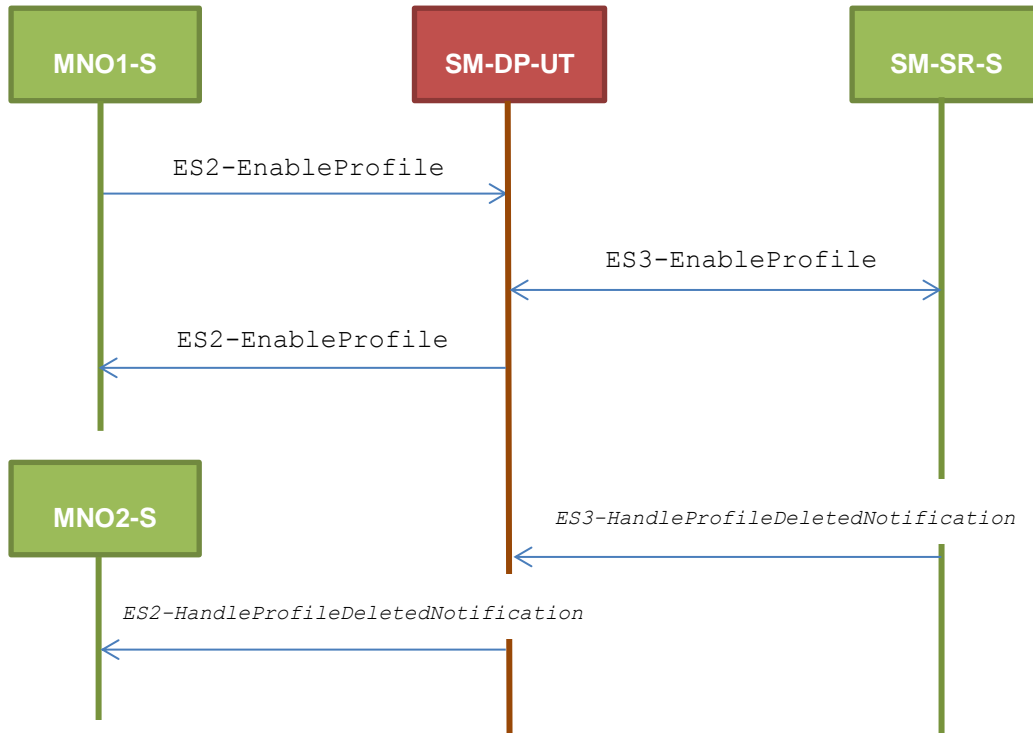 MNO1-S
SM-DP-UT
SM-SR-S
ES2-EnableProfile
ES3-EnableProfile
ES2-EnableProfile
MNO2-S
ES3-HandleProfileDeletedNotification
ES2-HandleProfileDeletedNotification